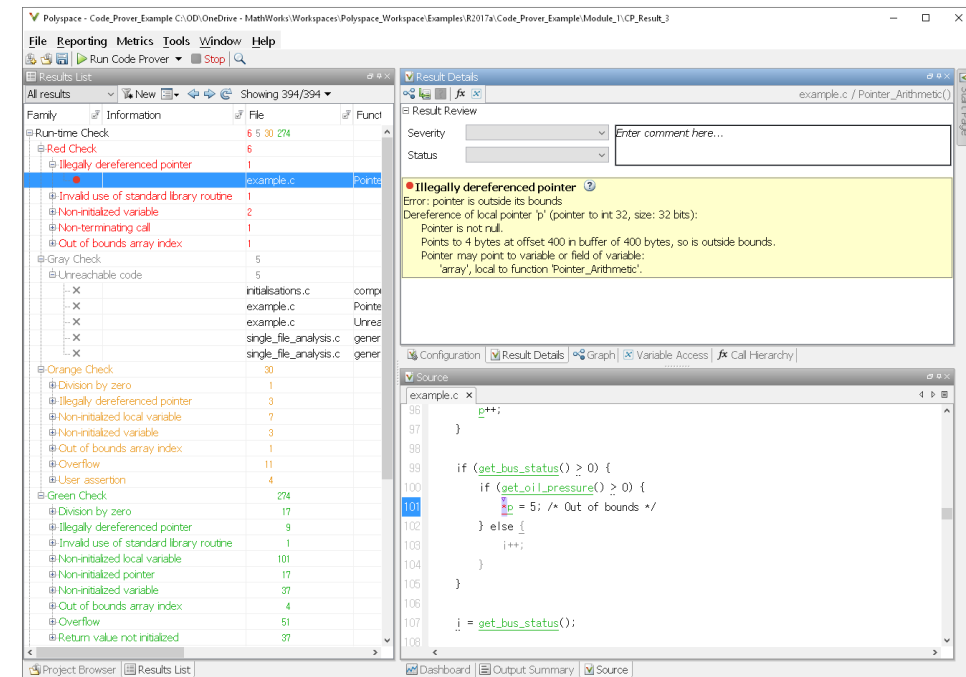 Polyspace - Code_Prover_Example C:\OD\OneDrive - MathWorks\Workspaces\Polyspace_Workspace\Examples\R2017a\Code_Prover_Example\Module_1\CP_Result_3
File Reporting Metrics Tools Window Help
Run Code Prover Stop
Results List
All results New Showing 394/394
Family Information File Funct
Run-time Check 6 5 30 274
Red Check 6
Illegally dereferenced pointer 1
example.c Pointe
Invalid use of standard library routine 1
Non-initialized variable 2
Non-terminating call 1
Out of bounds array index 1
Gray Check 5
Unreachable code 5
initialisations.c compu
example.c Pointe
example.c Unrea
single_file_analysis.c gener
single_file_analysis.c gener
Orange Check 30
Division by zero 1
Illegally dereferenced pointer 3
Non-initialized local variable 7
Non-initialized variable 3
Out of bounds array index 1
Overflow 11
User assertion 4
Green Check 274
Division by zero 17
Illegally dereferenced pointer 9
Invalid use of standard library routine 1
Non-initialized local variable 101
Non-initialized pointer 17
Non-initialized variable 37
Out of bounds array index 4
Overflow 51
Return value not initialized 37
Project Browser Results List
Result Details
fx example.c / Pointer_Arithmetic()
Result Review
Severity Enter comment here...
Status
Illegally dereferenced pointer ?
Error: pointer is outside its bounds
Dereference of local pointer 'p' (pointer to int 32, size: 32 bits):
Pointer is not null.
Points to 4 bytes at offset 400 in buffer of 400 bytes, so is outside bounds.
Pointer may point to variable or field of variable:
'array', local to function 'Pointer_Arithmetic'.
Configuration Result Details Graph Variable Access fx Call Hierarchy
Source
example.c
96 p++;
97 }
98
99 if (get_bus_status() > 0) {
100 if (get_oil_pressure() > 0) {
101 *p = 5; /* Out of bounds */
102 } else {
103 i++;
104 }
105 }
106
107 i = get_bus_status();
108
Dashboard Output Summary Source